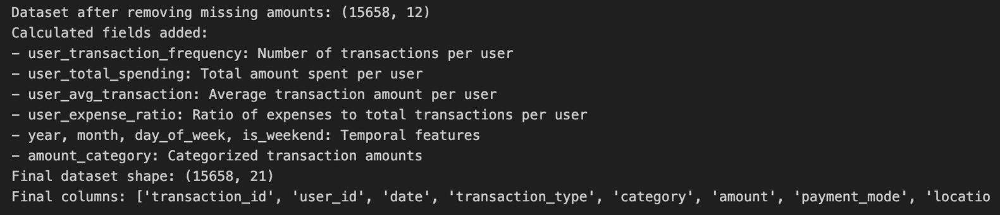 Dataset after removing missing amounts: (15658, 12)
Calculated fields added:
- user_transaction_frequency: Number of transactions per user
- user_total_spending: Total amount spent per user
- user_avg_transaction: Average transaction amount per user
- user_expense_ratio: Ratio of expenses to total transactions per user
- year, month, day_of_week, is_weekend: Temporal features
- amount_category: Categorized transaction amounts
Final dataset shape: (15658, 21)
Final columns: ['transaction_id', 'user_id', 'date', 'transaction_type', 'category', 'amount', 'payment_mode', 'locatio